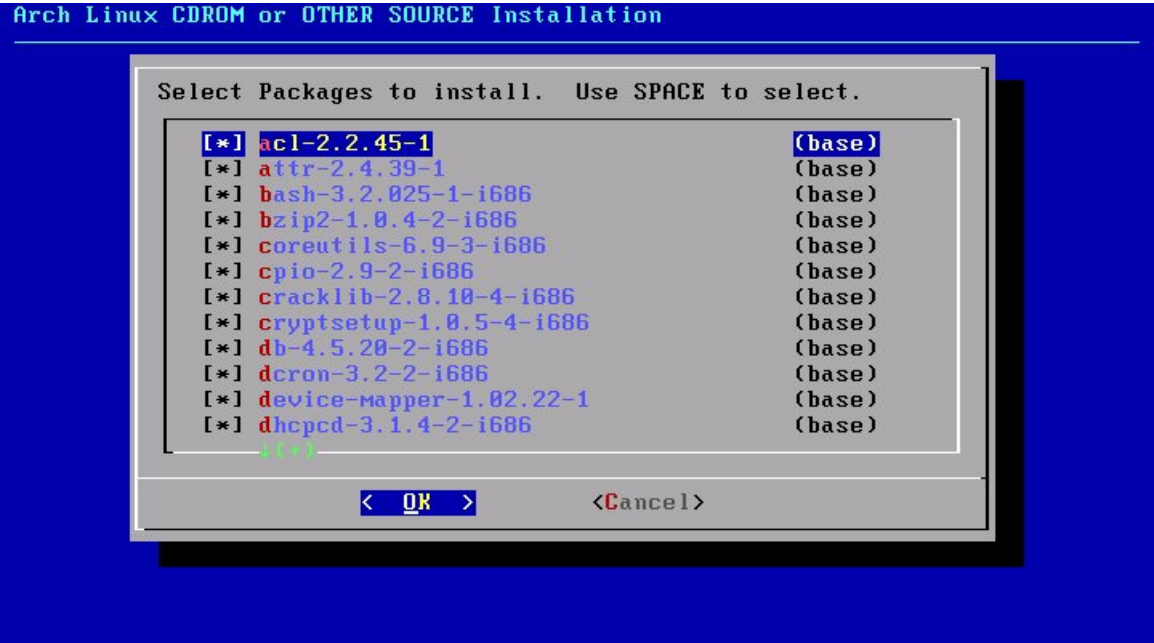 Arch Linux CDROM or OTHER SOURCE Installation
Select Packages to install.  Use SPACE to select.
[*] acl-2.2.45-1 (base)
[*] attr-2.4.39-1 (base)
[*] bash-3.2.025-1-i686 (base)
[*] bzip2-1.0.4-2-i686 (base)
[*] coreutils-6.9-3-i686 (base)
[*] cpio-2.9-2-i686 (base)
[*] cracklib-2.8.10-4-i686 (base)
[*] cryptsetup-1.0.5-4-i686 (base)
[*] db-4.5.20-2-i686 (base)
[*] dcron-3.2-2-i686 (base)
[*] device-mapper-1.02.22-1 (base)
[*] dhcpcd-3.1.4-2-i686 (base)
↓(+)
< OK > <Cancel>